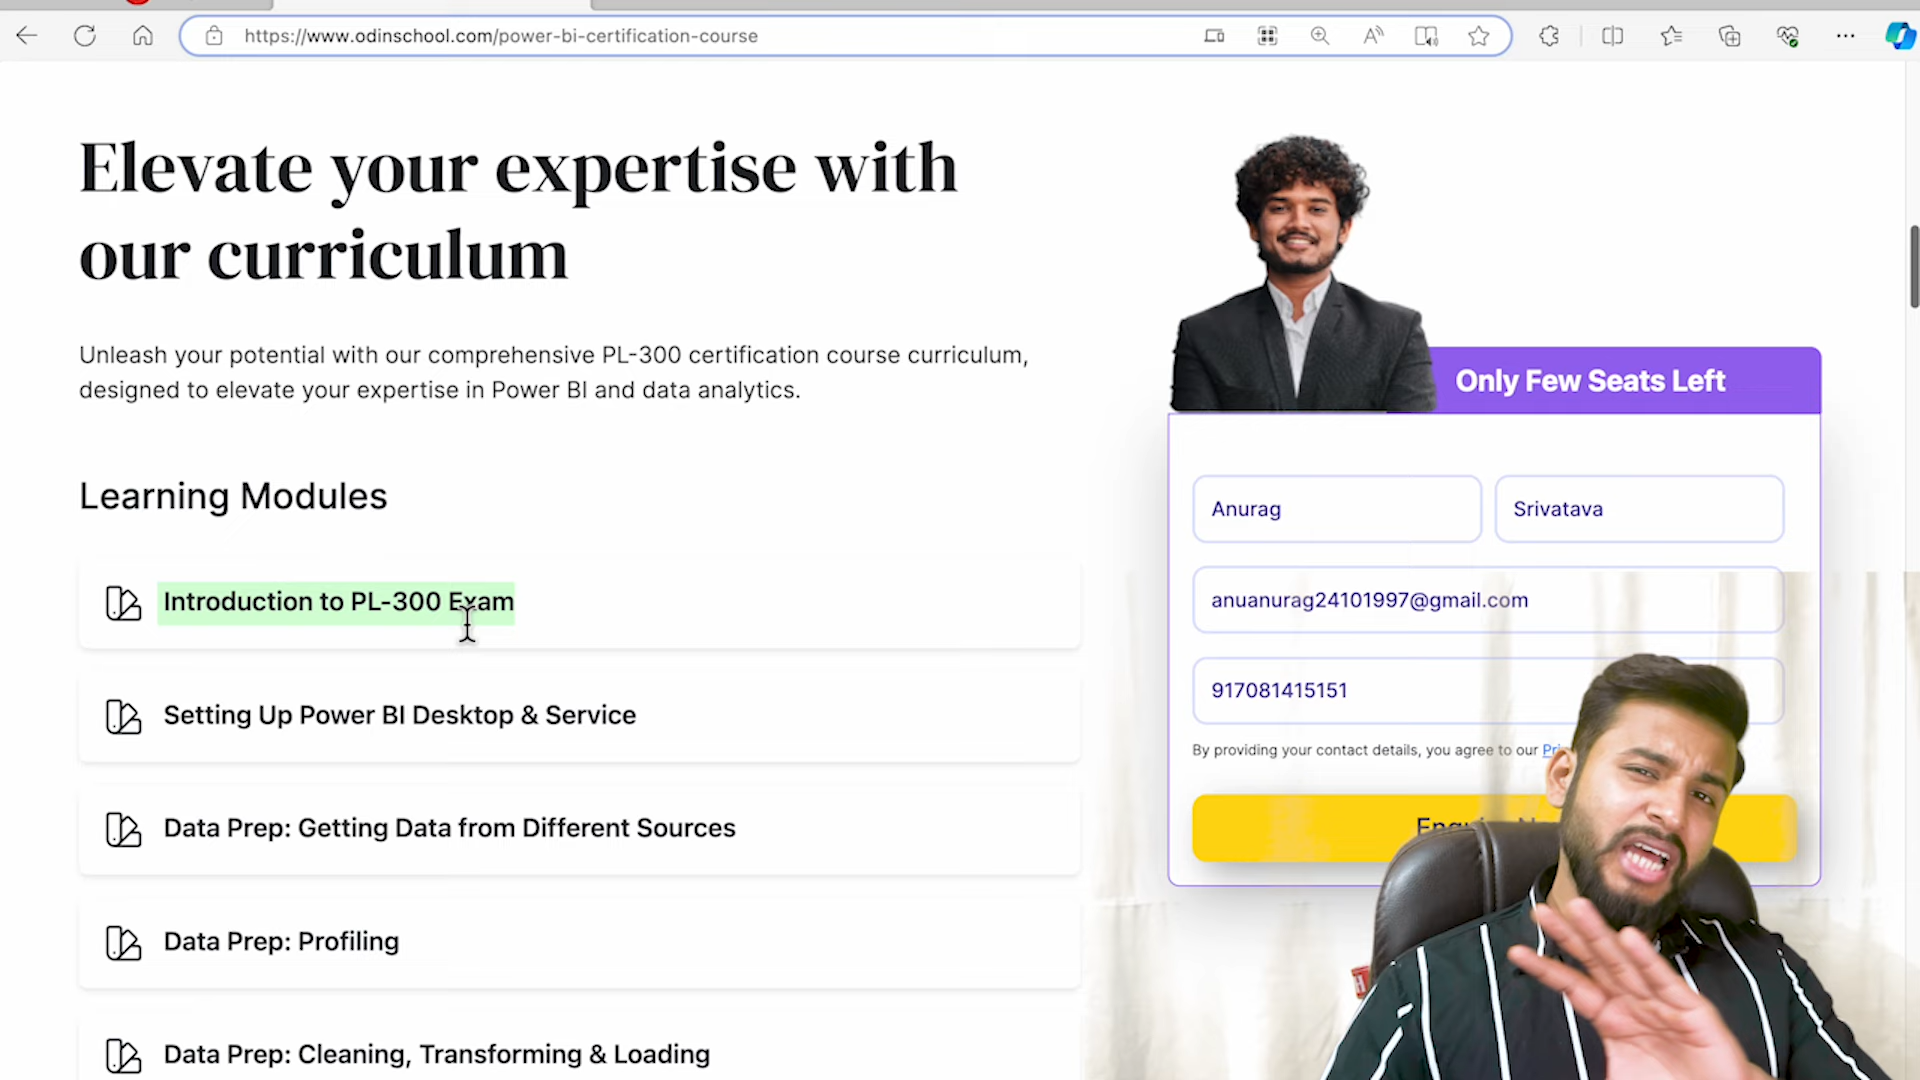 https://www.odinschool.com/power-bi-certification-course
Elevate your expertise with
our curriculum
Unleash your potential with our comprehensive PL-300 certification course curriculum,
designed to elevate your expertise in Power BI and data analytics.
Learning Modules
Introduction to PL-300 Exam
Setting Up Power BI Desktop & Service
Data Prep: Getting Data from Different Sources
Data Prep: Profiling
Data Prep: Cleaning, Transforming & Loading
Only Few Seats Left
Anurag
Srivatava
anuanurag24101997@gmail.com
917081415151
By providing your contact details, you agree to our